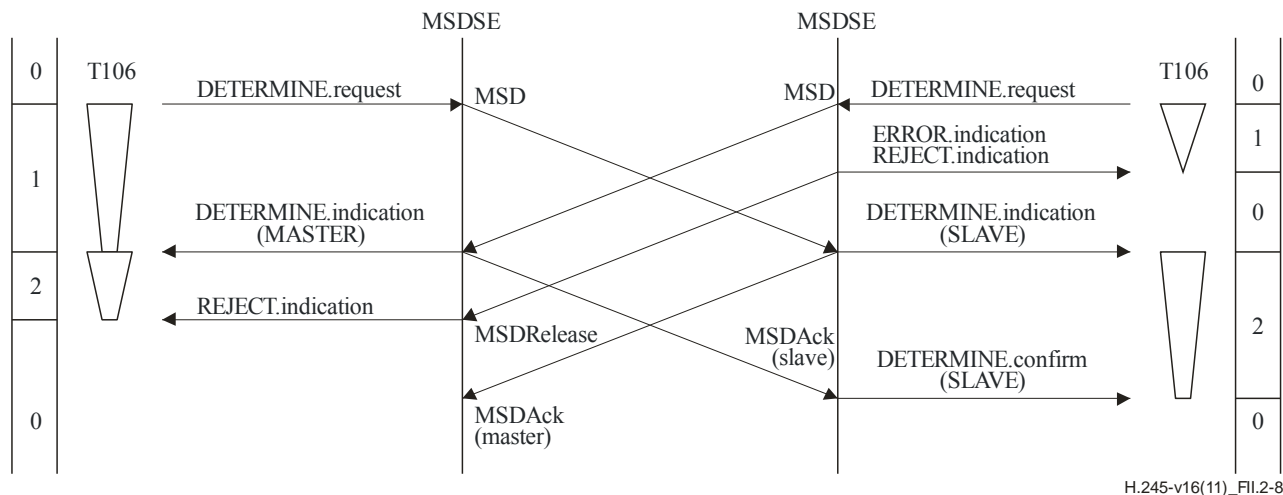 MSDSE
MSDSE
0
T106
T106
0
DETERMINE.request
MSD
MSD
DETERMINE.request
ERROR.indication
REJECT.indication
1
1
DETERMINE.indication
(MASTER)
DETERMINE.indication
(SLAVE)
0
2
REJECT.indication
MSDRelease
MSDAck
(slave)
2
DETERMINE.confirm
(SLAVE)
0
MSDAck
(master)
0
H.245-v16(11)_FII.2-8